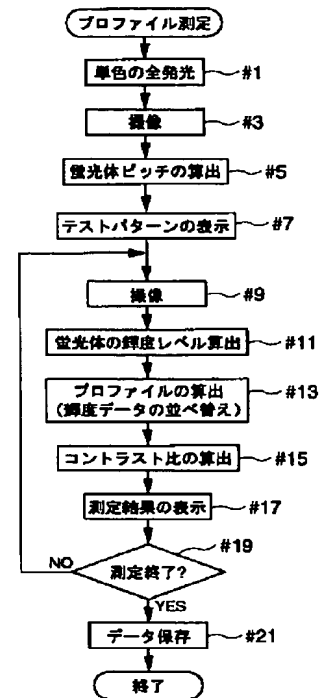 プロファイル測定
単色の全発光 #1
撮像 #3
蛍光体ピッチの算出 #5
テストパターンの表示 #7
撮像 #9
蛍光体の輝度レベル算出 #11
プロファイルの算出 #13
(輝度データの並べ替え)
コントラスト比の算出 #15
測定結果の表示 #17
#19
NO 測定終了?
YES
データ保存 #21
終了